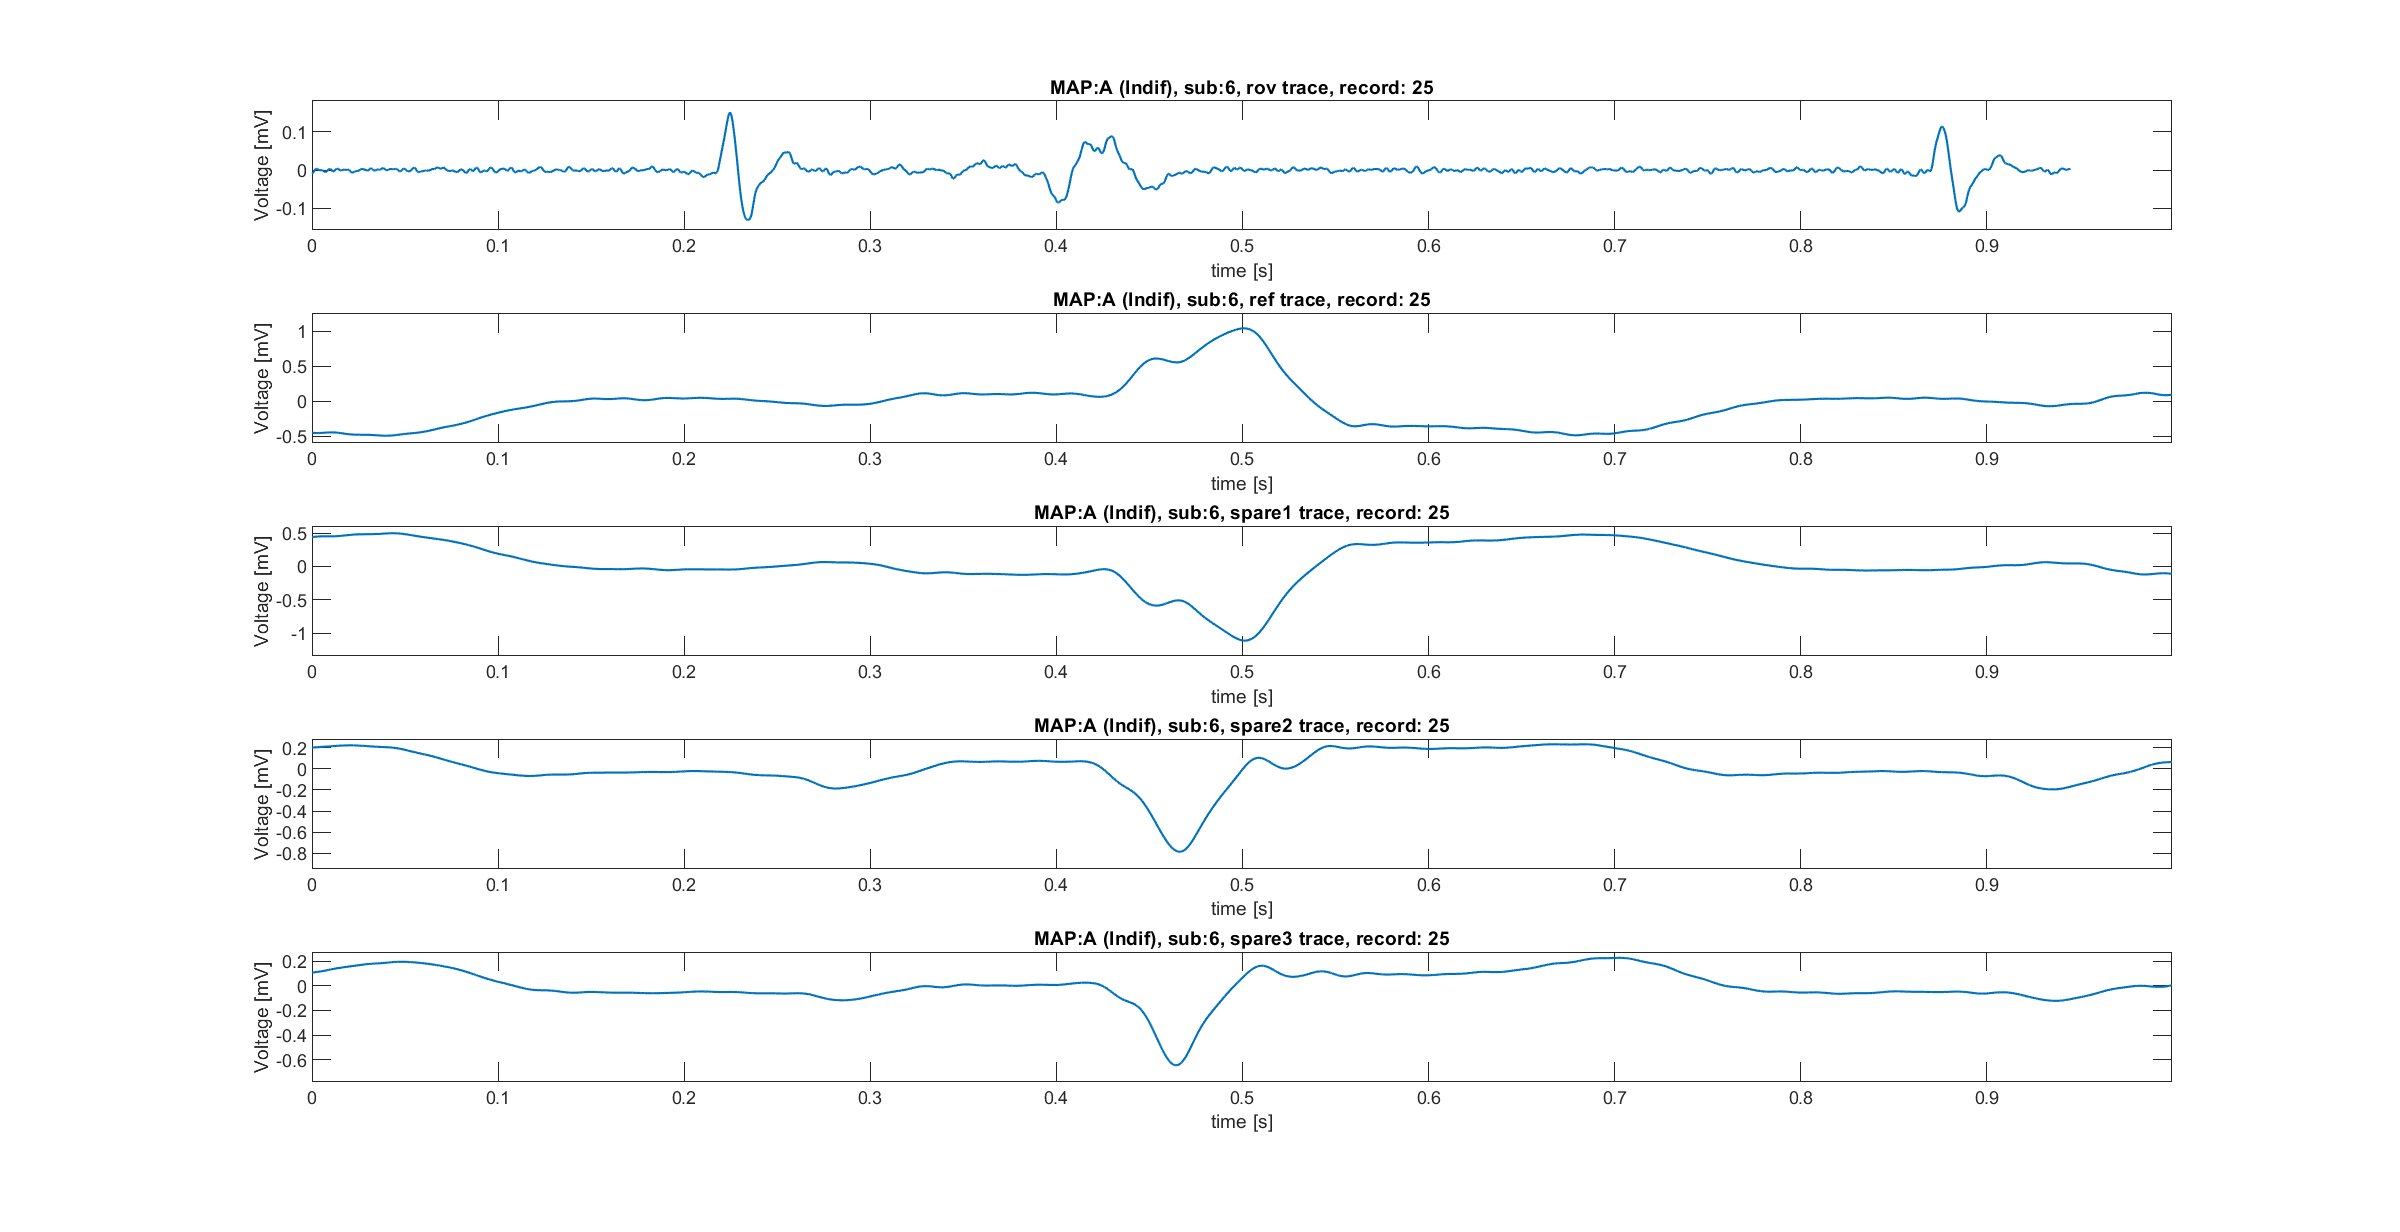 MAP:A (Indif), sub:6, rov trace, record: 25
Voltage [mV]
0.1
0
-0.1
0 0.1 0.2 0.3 0.4 0.5 0.6 0.7 0.8 0.9
time [s]
MAP:A (Indif), sub:6, ref trace, record: 25
Voltage [mV]
1
0.5
0
-0.5
0 0.1 0.2 0.3 0.4 0.5 0.6 0.7 0.8 0.9
time [s]
MAP:A (Indif), sub:6, spare1 trace, record: 25
Voltage [mV]
0.5
0
-0.5
-1
0 0.1 0.2 0.3 0.4 0.5 0.6 0.7 0.8 0.9
time [s]
MAP:A (Indif), sub:6, spare2 trace, record: 25
Voltage [mV]
0.2
0
-0.2
-0.4
-0.6
-0.8
0 0.1 0.2 0.3 0.4 0.5 0.6 0.7 0.8 0.9
time [s]
MAP:A (Indif), sub:6, spare3 trace, record: 25
Voltage [mV]
0.2
0
-0.2
-0.4
-0.6
0 0.1 0.2 0.3 0.4 0.5 0.6 0.7 0.8 0.9
time [s]